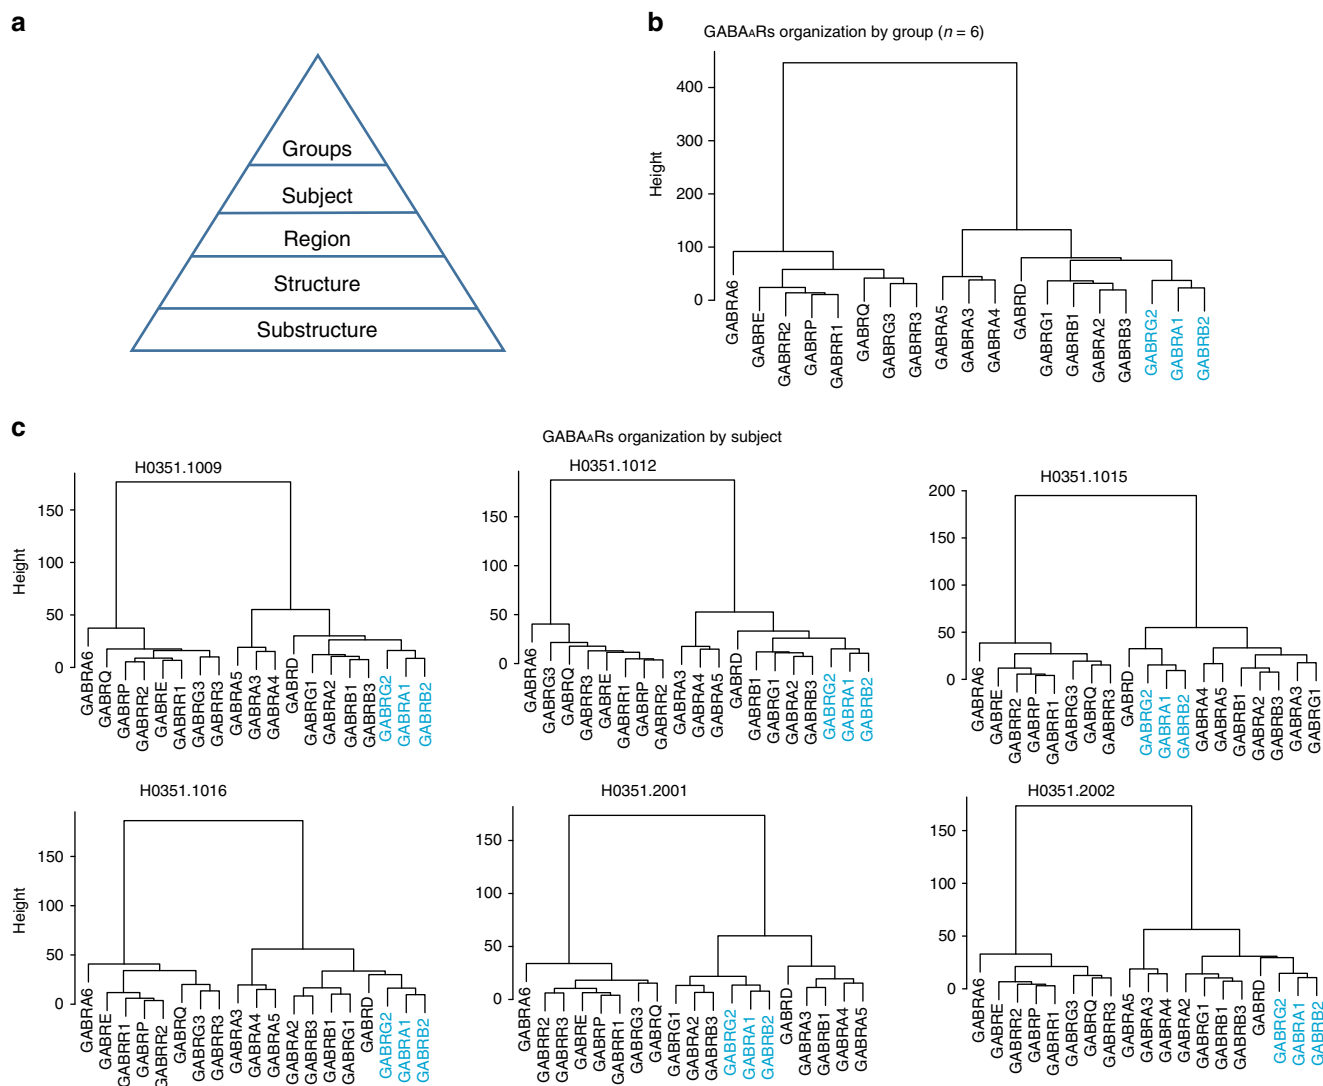 a
Groups
Subject
Region
Structure
Substructure
b
GABAARs organization by group (n = 6)
Height
400
300
200
100
0
GABRA6
GABRE
GABRR2
GABRP
GABRR1
GABRQ
GABRG3
GABRR3
GABRA5
GABRA3
GABRA4
GABRD
GABRG1
GABRB1
GABRA2
GABRB3
GABRG2
GABRA1
GABRB2
c
GABAARs organization by subject
H0351.1009
Height
150
100
50
0
GABRA6
GABRQ
GABRP
GABRR2
GABRE
GABRR1
GABRG3
GABRR3
GABRA5
GABRA3
GABRA4
GABRD
GABRG1
GABRA2
GABRB1
GABRB3
GABRG2
GABRA1
GABRB2
H0351.1012
150
100
50
0
GABRA6
GABRG3
GABRQ
GABRR3
GABRE
GABRR1
GABRP
GABRR2
GABRA3
GABRA4
GABRA5
GABRD
GABRB1
GABRG1
GABRA2
GABRB3
GABRG2
GABRA1
GABRB2
H0351.1015
200
150
100
50
0
GABRA6
GABRE
GABRR2
GABRP
GABRR1
GABRG3
GABRQ
GABRR3
GABRD
GABRG2
GABRA1
GABRB2
GABRA4
GABRA5
GABRB1
GABRA2
GABRB3
GABRA3
GABRG1
H0351.1016
Height
150
100
50
0
GABRA6
GABRE
GABRR1
GABRP
GABRR2
GABRQ
GABRG3
GABRR3
GABRA3
GABRA4
GABRA5
GABRA2
GABRB3
GABRB1
GABRG1
GABRD
GABRG2
GABRA1
GABRB2
H0351.2001
150
100
50
0
GABRA6
GABRR2
GABRR3
GABRE
GABRP
GABRR1
GABRG3
GABRQ
GABRG1
GABRA2
GABRB3
GABRG2
GABRA1
GABRB2
GABRD
GABRA3
GABRB1
GABRA4
GABRA5
H0351.2002
150
100
50
0
GABRA6
GABRE
GABRR2
GABRP
GABRR1
GABRG3
GABRQ
GABRR3
GABRA5
GABRA3
GABRA4
GABRA2
GABRG1
GABRB1
GABRB3
GABRD
GABRG2
GABRA1
GABRB2